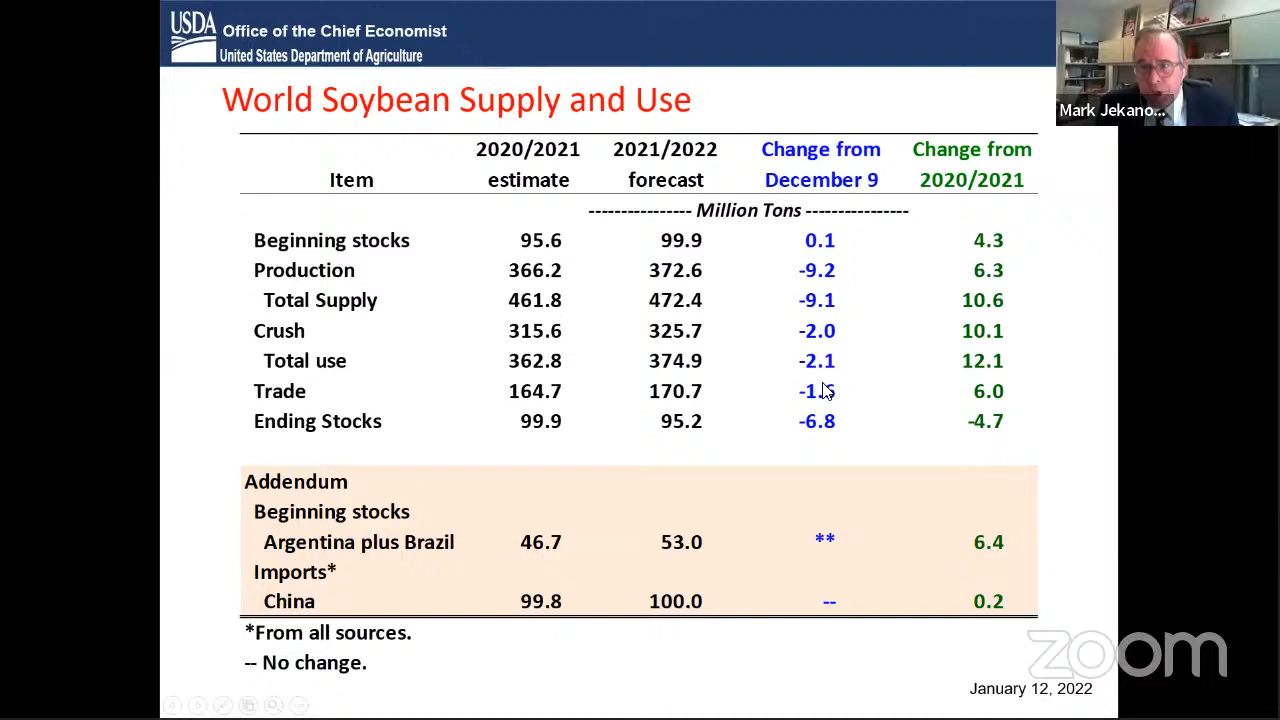 USDA Office of the Chief Economist
United States Department of Agriculture
Mark Jekano...
World Soybean Supply and Use
2020/2021 2021/2022 Change from Change from
Item estimate forecast December 9 2020/2021
---------------- Million Tons ----------------
Beginning stocks 95.6 99.9 0.1 4.3
Production 366.2 372.6 -9.2 6.3
Total Supply 461.8 472.4 -9.1 10.6
Crush 315.6 325.7 -2.0 10.1
Total use 362.8 374.9 -2.1 12.1
Trade 164.7 170.7 6.0
Ending Stocks 99.9 95.2 -6.8 -4.7
Addendum
Beginning stocks
Argentina plus Brazil 46.7 53.0 ** 6.4
Imports*
China 99.8 100.0 -- 0.2
*From all sources.
-- No change.
zoom
January 12, 2022